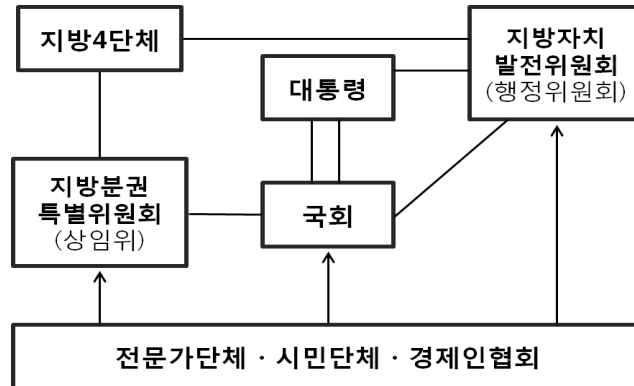 지방4단체
지방자치
발전위원회
(행정위원회)
대통령
지방분권
특별위원회
(상임위)
국회
전문가단체 · 시민단체 · 경제인협회